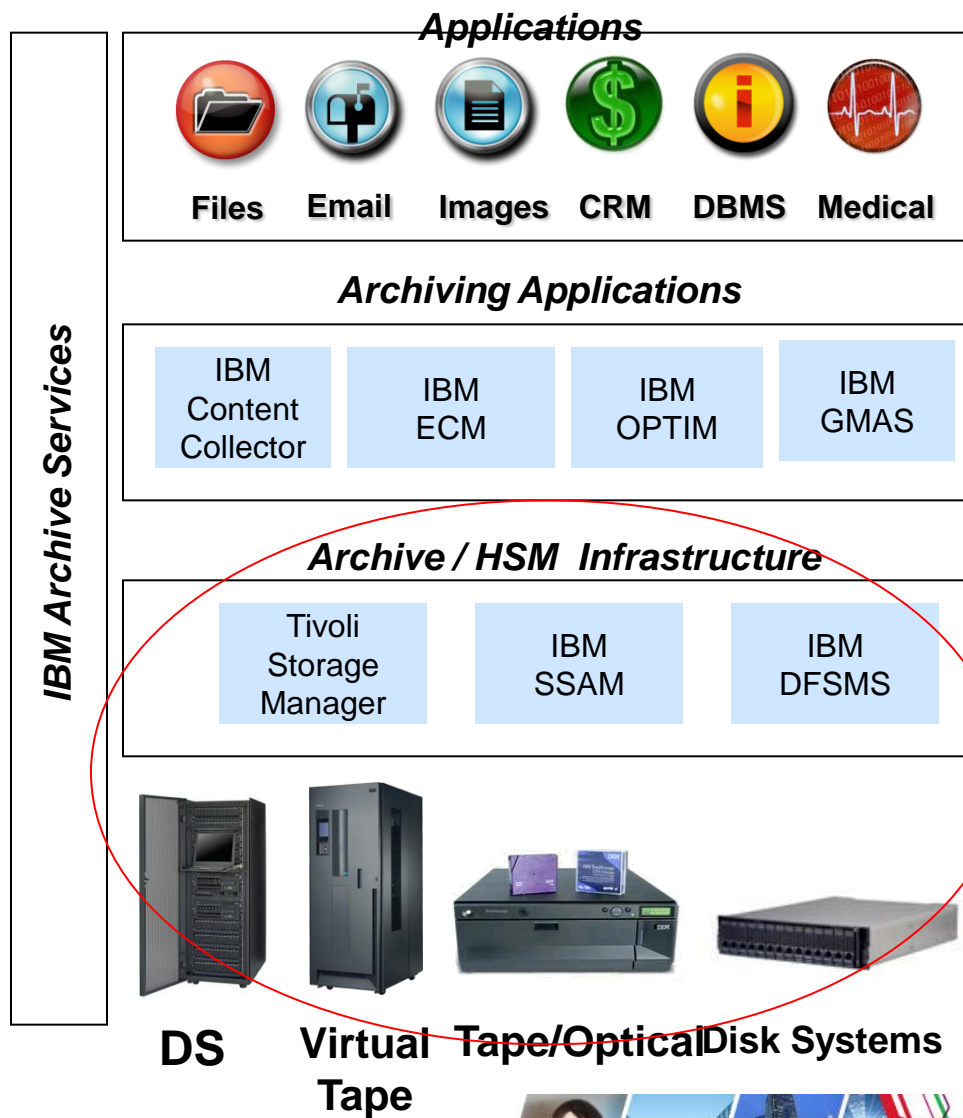 Applications
Files Email Images CRM DBMS Medical
IBM Archive Services
Archiving Applications
IBM
Content
Collector
IBM
ECM
IBM
OPTIM
IBM
GMAS
Archive / HSM Infrastructure
Tivoli
Storage
Manager
IBM
SSAM
IBM
DFSMS
DS
Virtual
Tape
Tape/Optical
Disk Systems